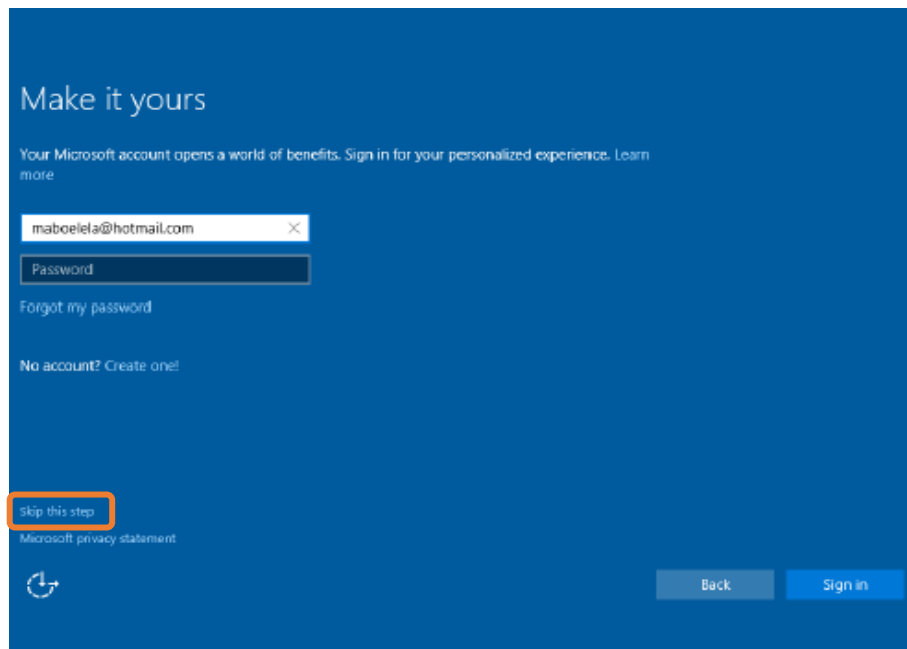 Make it yours
Your Microsoft account opens a world of benefits. Sign in for your personalized experience. Learn
more
maboelela@hotmail.com
Password
Forgot my password
No account? Create one!
Skip this step
Microsoft privacy statement
Back
Sign in